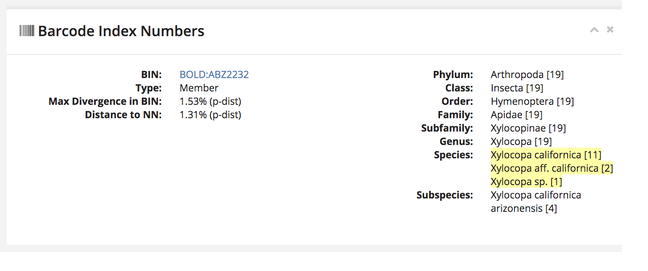 Barcode Index Numbers
BIN: BOLD:ABZ2232
Type: Member
Max Divergence in BIN: 1.53% (p-dist)
Distance to NN: 1.31% (p-dist)
Phylum: Arthropoda [19]
Class: Insecta [19]
Order: Hymenoptera [19]
Family: Apidae [19]
Subfamily: Xylocopinae [19]
Genus: Xylocopa [19]
Species: Xylocopa californica [11]
Xylocopa aff. californica [2]
Xylocopa sp. [1]
Subspecies: Xylocopa californica
arizonensis [4]